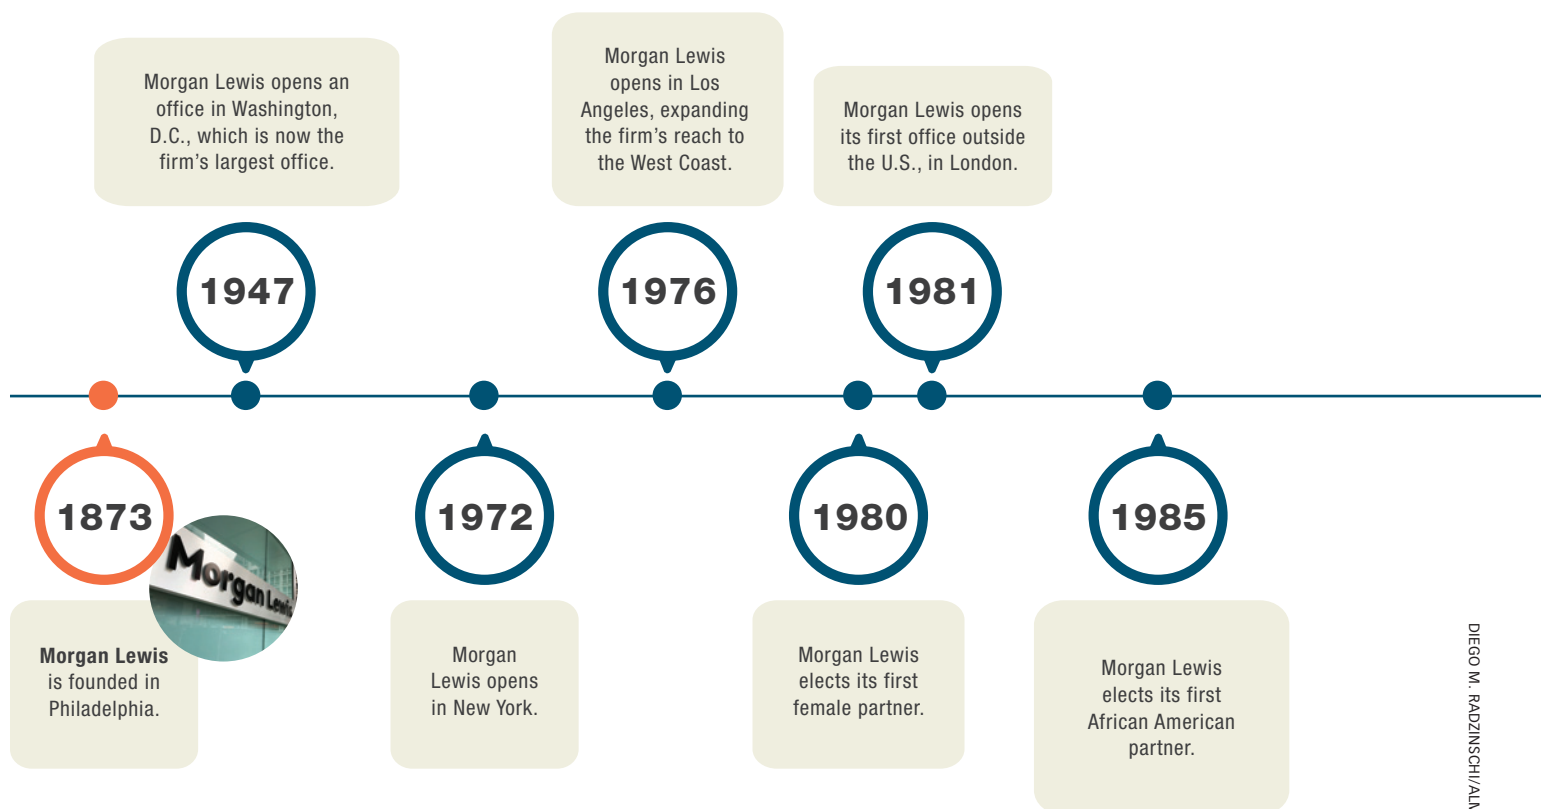 Morgan Lewis opens an
office in Washington,
D.C., which is now the
firm's largest office.
Morgan Lewis
opens in Los
Angeles, expanding
the firm's reach to
the West Coast.
Morgan Lewis opens
its first office outside
the U.S., in London.
1947
1976
1981
1873
1972
1980
1985
Morgan Lewis
Morgan Lewis
is founded in
Philadelphia.
Morgan
Lewis opens
in New York.
Morgan Lewis
elects its first
female partner.
Morgan Lewis
elects its first
African American
partner.
DIEGO M. RADZINSCHI/ALM